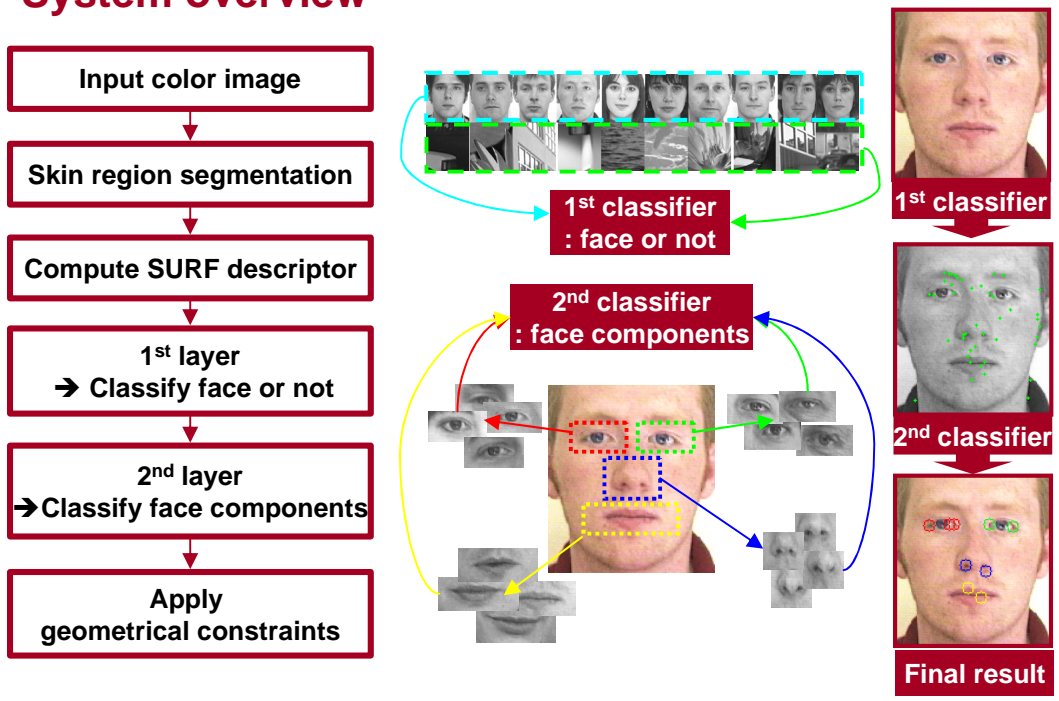 System overview
Input color image
Skin region segmentation
Compute SURF descriptor
1st layer
➔ Classify face or not
2nd layer
➔Classify face components
Apply
geometrical constraints
1st classifier
: face or not
2nd classifier
: face components
1st classifier
2nd classifier
Final result